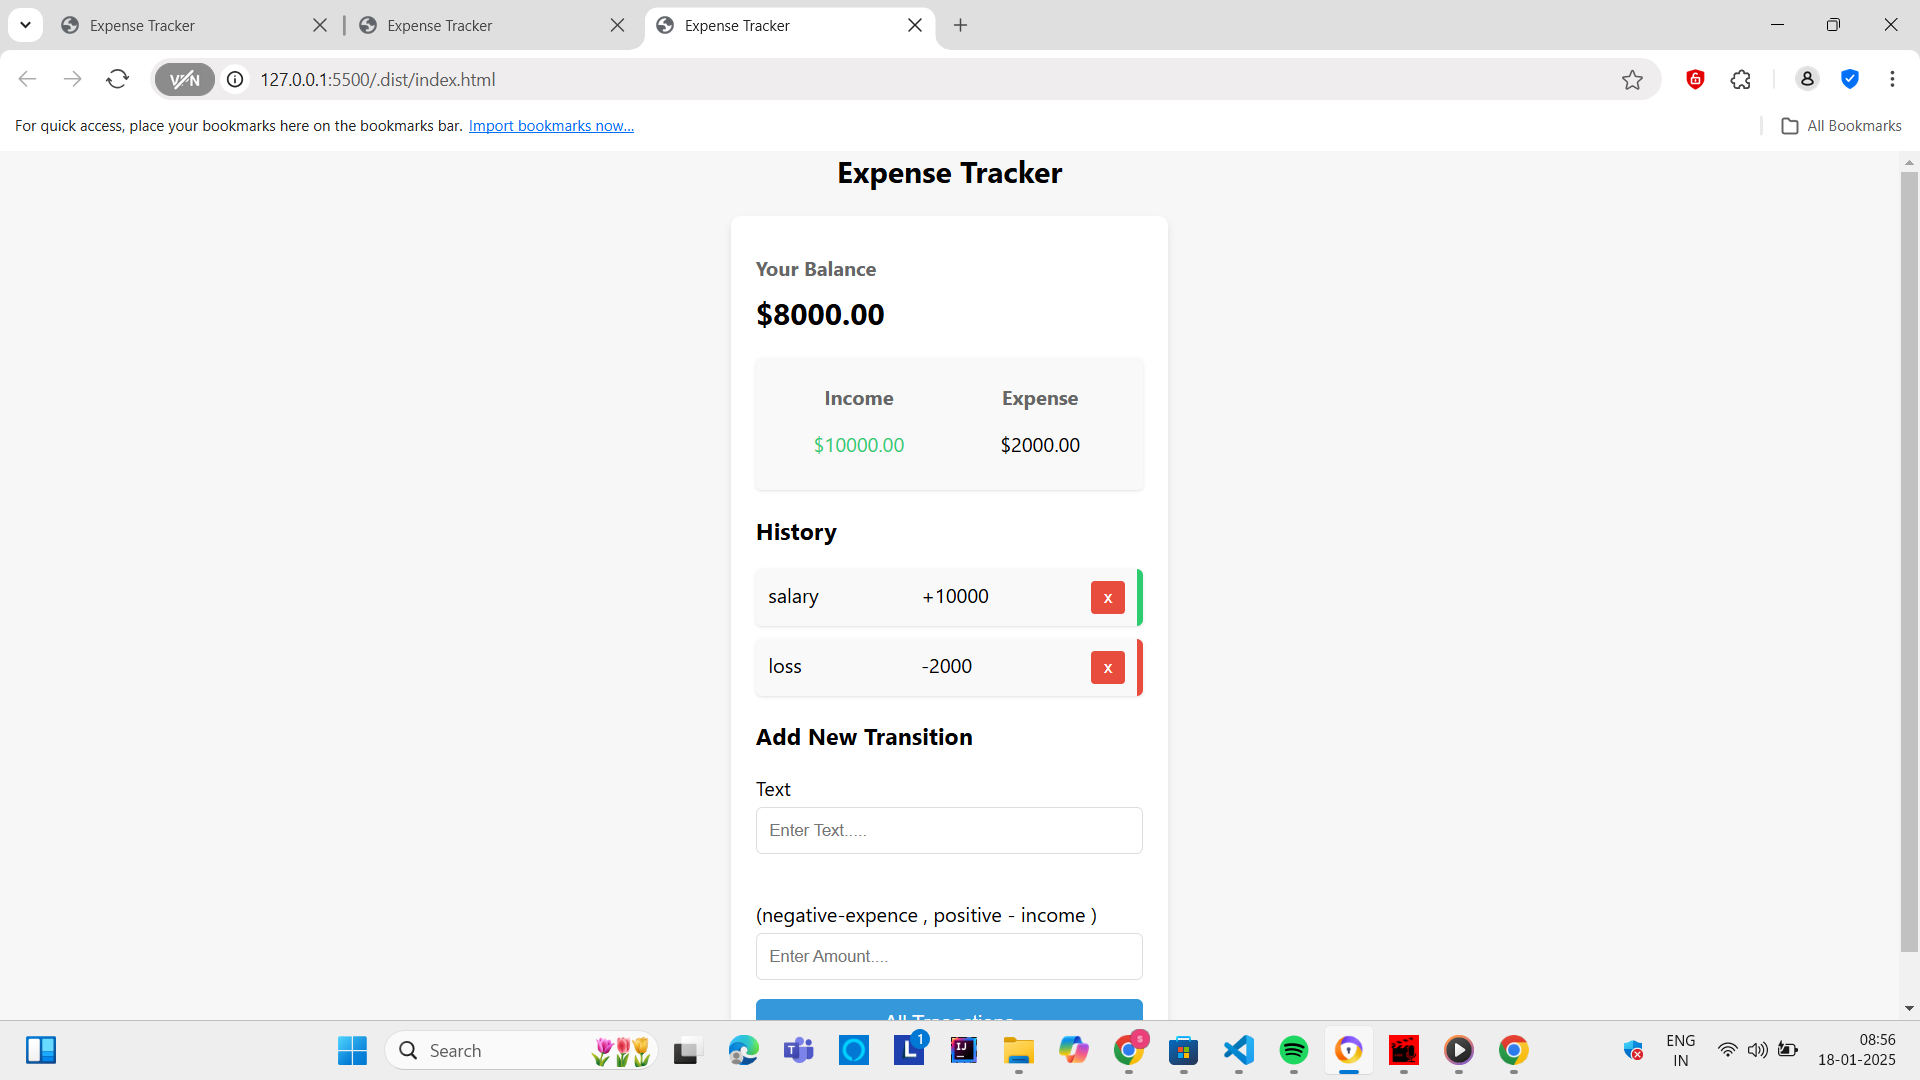 Expense Tracker
Expense Tracker
Expense Tracker
VPN
127.0.0.1:5500/.dist/index.html
For quick access, place your bookmarks here on the bookmarks bar. Import bookmarks now...
All Bookmarks
Expense Tracker
Your Balance
$8000.00
Income Expense
$10000.00 $2000.00
History
salary +10000 x
loss -2000 x
Add New Transition
Text
Enter Text.....
(negative-expence , positive - income )
Enter Amount....
Search
L 1
IJ
S
ENG
IN
08:56
18-01-2025